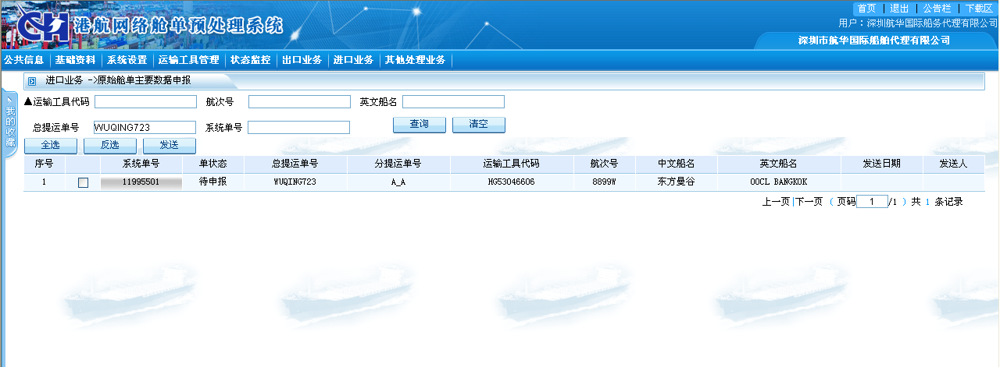 首页 | 退出 | 公告栏 | 下载区
CH 港航网络舱单预处理系统
用户：深圳航华国际船务代理有限公司
深圳市航华国际船舶代理有限公司
公共信息 基础资料 系统设置 运输工具管理 状态监控 出口业务 进口业务 其他处理业务
进口业务 ->原始舱单主要数据申报
我的收藏
▲运输工具代码 航次号 英文船名
总提运单号 WUQING723 系统单号 查询 清空
全选 反选 发送
序号 系统单号 单状态 总提运单号 分提运单号 运输工具代码 航次号 中文船名 英文船名 发送日期 发送人
1 11995501 待申报 WUQING723 A_A HG53046606 8899W 东方曼谷 OOCL BANGKOK
上一页|下一页 （ 页码 1 /1 ）共 1 条记录